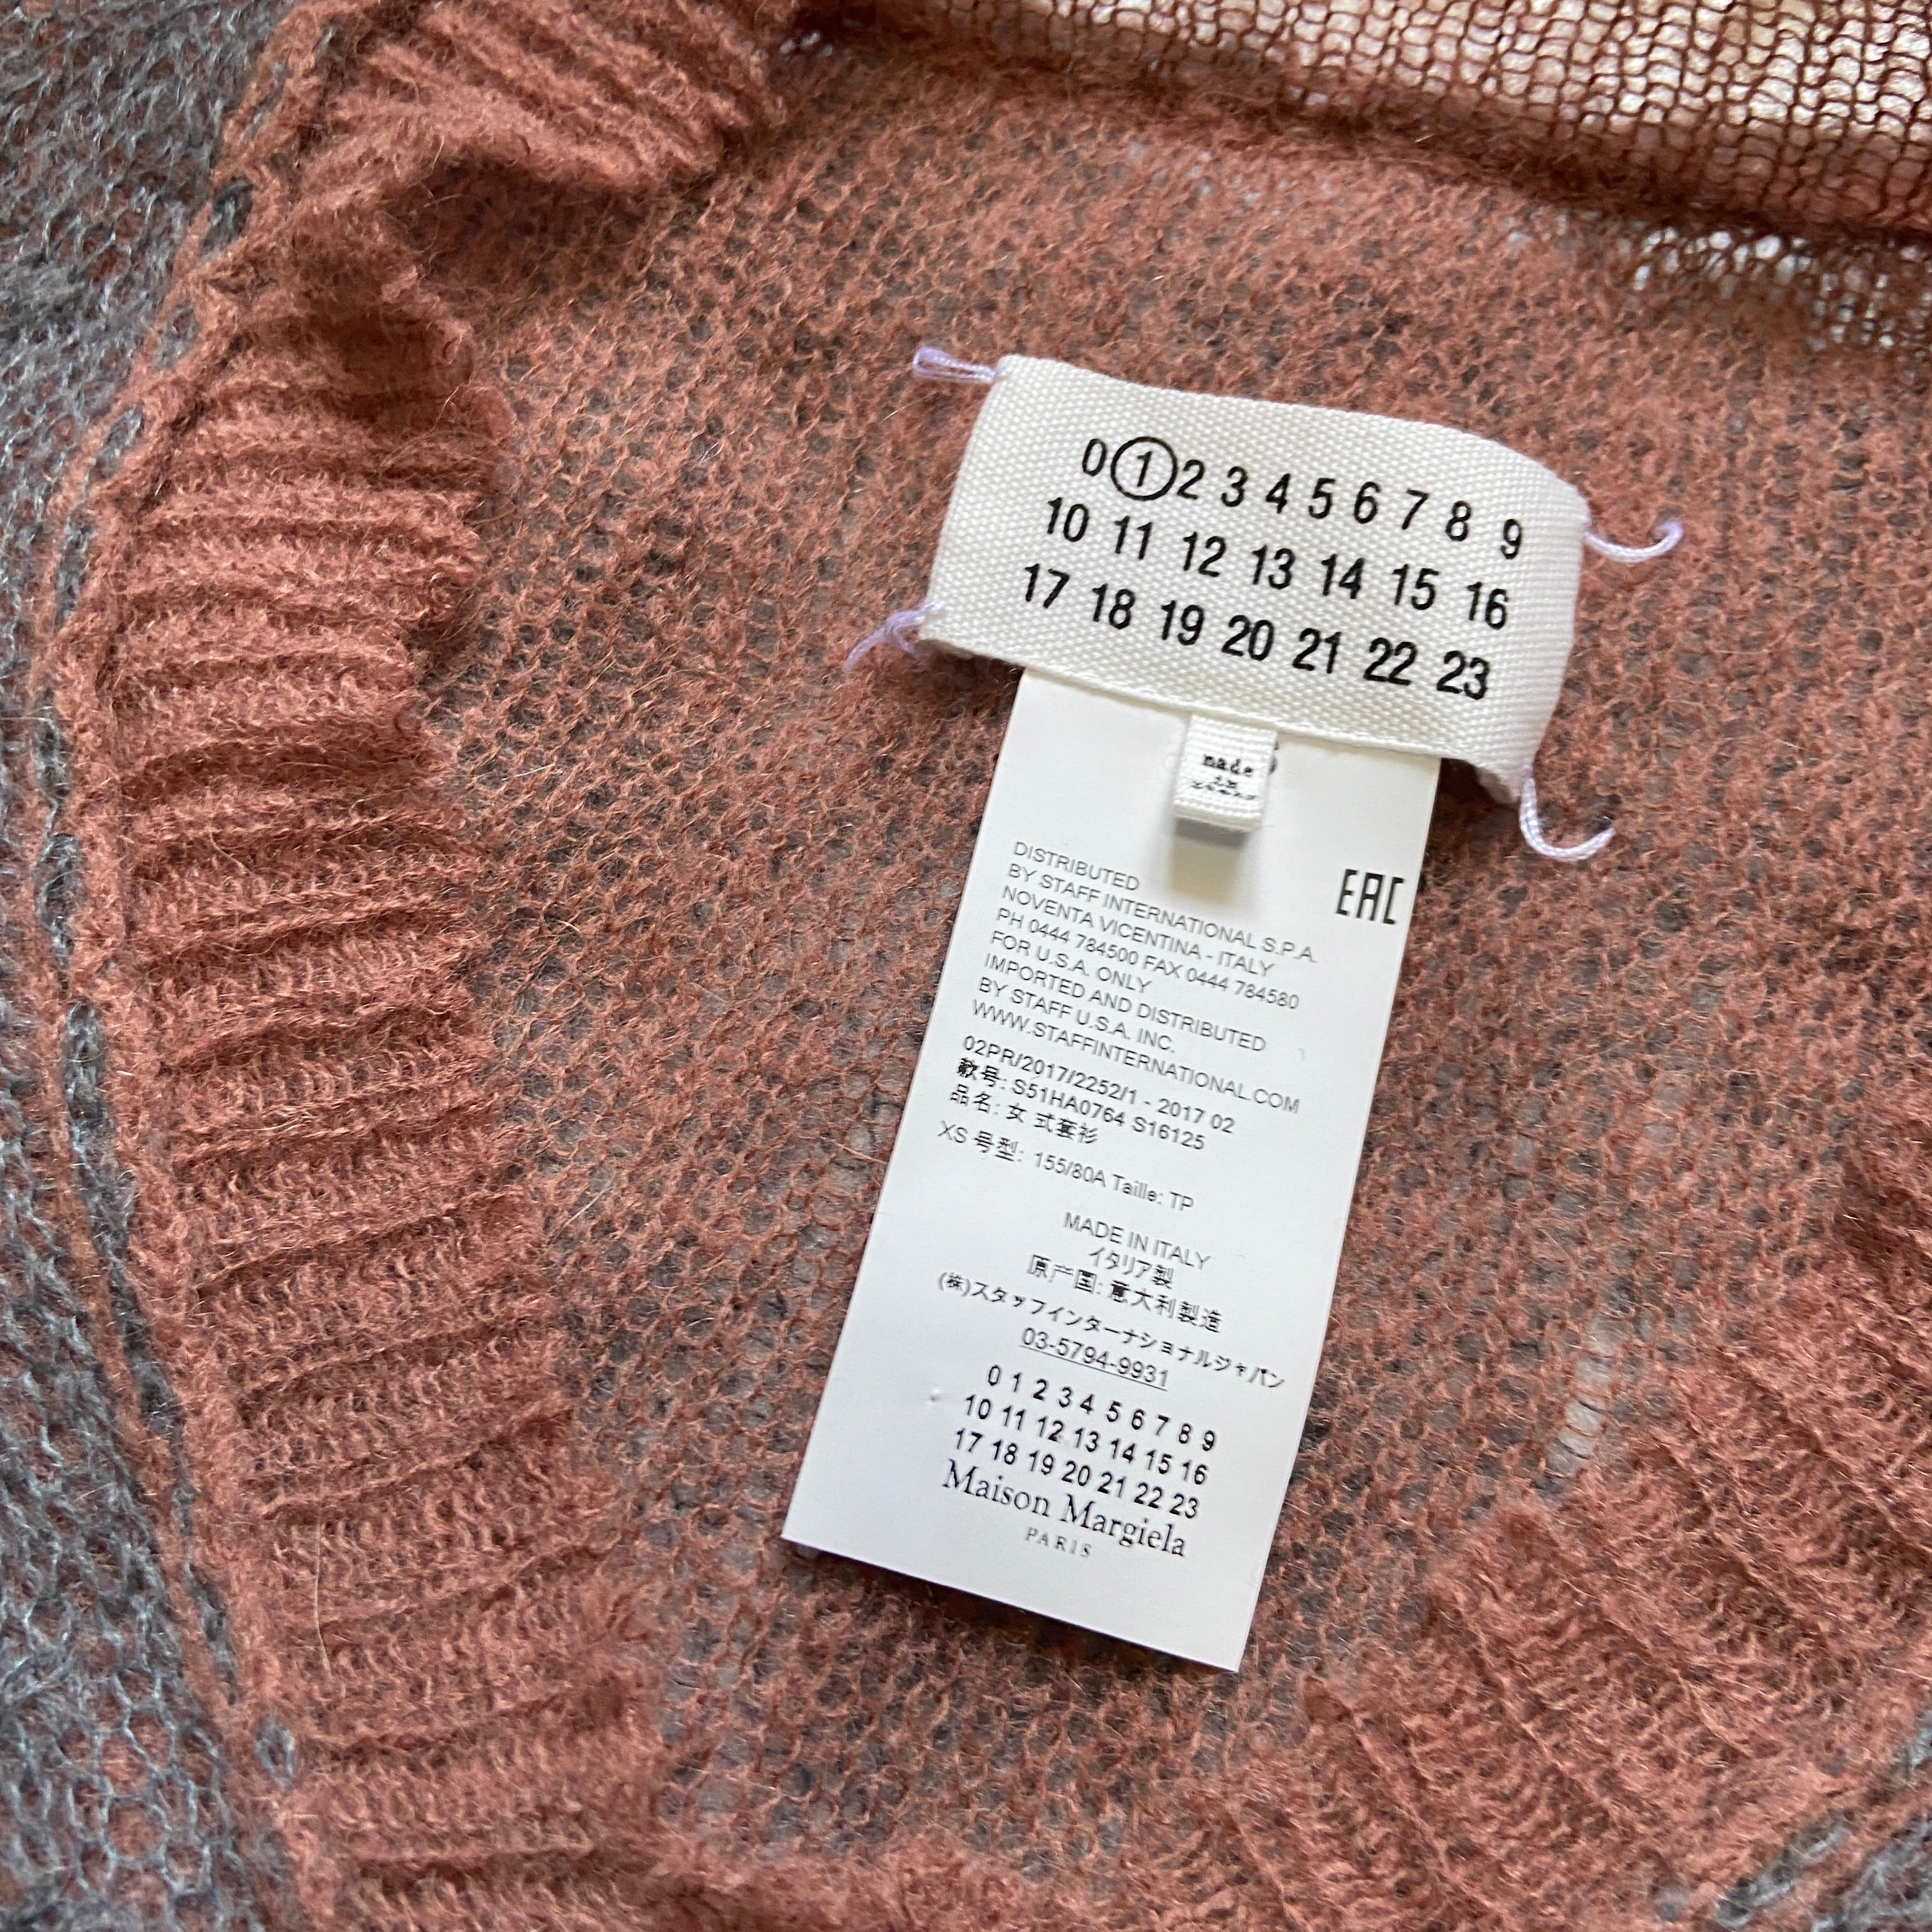 0 1 2 3 4 5 6 7 8 9
10 11 12 13 14 15 16
17 18 19 20 21 22 23
made
in
EAC
DISTRIBUTED
BY STAFF INTERNATIONAL S.P.A.
NOVENTA VICENTINA - ITALY
PH 0444 784500 FAX 0444 784580
FOR U.S.A. ONLY
IMPORTED AND DISTRIBUTED
BY STAFF U.S.A. INC.
WWW.STAFFINTERNATIONAL.COM
02PR/2017/2252/1 - 2017 02
款号: S51HA0764 S16125
品名: 女 式套衫
XS 号型: 155/80A Taille: TP
MADE IN ITALY
イタリア製
原产国: 意大利製造
(株)スタッフインターナショナルジャパン
03-5794-9931
0 1 2 3 4 5 6 7 8 9
10 11 12 13 14 15 16
17 18 19 20 21 22 23
Maison Margiela
PARIS